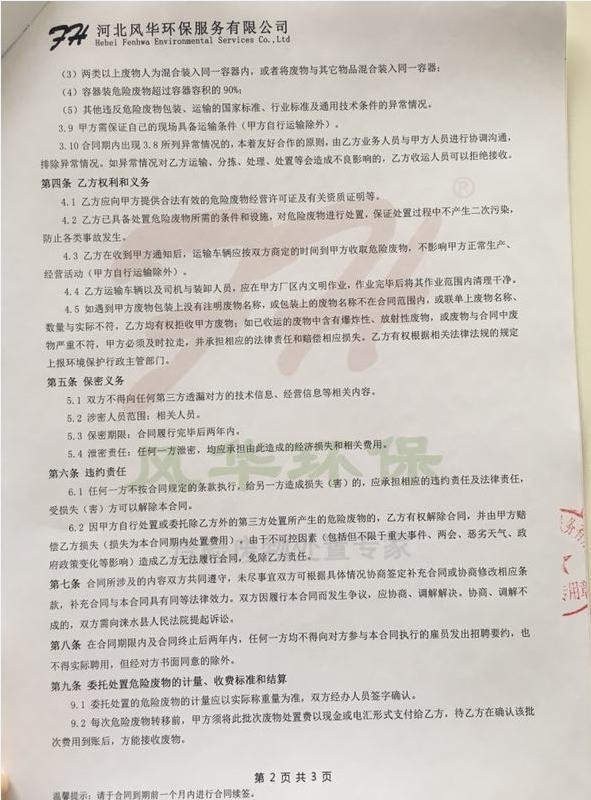 FH 河北风华环保服务有限公司
Hebei Fenhwa Environmental Services Co.,Ltd
（3）两类以上废物人为混合装入同一容器内，或者将废物与其它物品混合装入同一容器；
（4）容器装危险废物超过容器容积的 90%；
（5）其他违反危险废物包装、运输的国家标准、行业标准及通用技术条件的异常情况。
3.9 甲方需保证自己的现场具备运输条件（甲方自行运输除外）。
3.10 合同期内出现 3.8 所列异常情况的，本着友好合作的原则，由乙方业务人员与甲方人员进行协调沟通，
排除异常情况。如异常情况对乙方运输、分拣、处理、处置等会造成不良影响的，乙方收运人员可以拒绝接收。
第四条 乙方权利和义务
4.1 乙方应向甲方提供合法有效的危险废物经营许可证及有关资质证明等。
4.2 乙方已具备处置危险废物所需的条件和设施，对危险废物进行处置，保证处置过程中不产生二次污染，
防止各类事故发生。
4.3 乙方在收到甲方通知后，运输车辆应按双方商定的时间到甲方收取危险废物，不影响甲方正常生产、
经营活动（甲方自行运输除外）。
4.4 乙方运输车辆以及司机与装卸人员，应在甲方厂区内文明作业，作业完毕后将其作业范围内清理干净。
4.5 如遇到甲方废物包装上没有注明废物名称，或包装上的废物名称不在合同范围内，或联单上废物名称、
数量与实际不符，乙方均有权拒收甲方废物；如已收运的废物中含有爆炸性、放射性废物，或废物与合同中废
物严重不符，甲方必须及时拉走，并承担相应的法律责任和赔偿相应损失。乙方有权根据相关法律法规的规定
上报环境保护行政主管部门。
第五条 保密义务
5.1 双方不得向任何第三方透漏对方的技术信息、经营信息等相关内容。
5.2 涉密人员范围：相关人员。
5.3 保密期限：合同履行完毕后两年内。
5.4 泄密责任：任何一方泄密，均应承担由此造成的经济损失和相关费用。
第六条 违约责任
6.1 任何一方不按合同规定的条款执行，给另一方造成损失（害）的，应承担相应的违约责任及法律责任，
受损失（害）方可以解除本合同。
6.2 因甲方自行处置或委托除乙方外的第三方处置所产生的危险废物的，乙方有权解除合同，并由甲方赔
偿乙方损失（损失为本合同期内处置费用）；由于不可控因素（包括但不限于重大事件、两会、恶劣天气、政
府政策变化等影响）造成乙方无法履行合同，免除乙方责任。
第七条 合同所涉及的内容双方共同遵守，未尽事宜双方可根据具体情况协商签定补充合同或协商修改相应条
款，补充合同与本合同具有同等法律效力。双方因履行本合同而发生争议，应协商、调解解决。协商、调解不
成的，双方需向涞水县人民法院提起诉讼。
第八条 在合同期限内及合同终止后两年内，任何一方均不得向对方参与本合同执行的雇员发出招聘要约，也
不得实际聘用，但经对方书面同意的除外。
第九条 委托处置危险废物的计量、收费标准和结算
9.1 委托处置的危险废物的计量应以实际称重量为准，双方经办人员签字确认。
9.2 每次危险废物转移前，甲方须将此批次废物处置费以现金或电汇形式支付给乙方，待乙方在确认该批
次费用到账后，方能接收废物。
第 2 页 共 3 页
温馨提示：请于合同到期前一个月内进行合同续签。
FH
®
风华环保